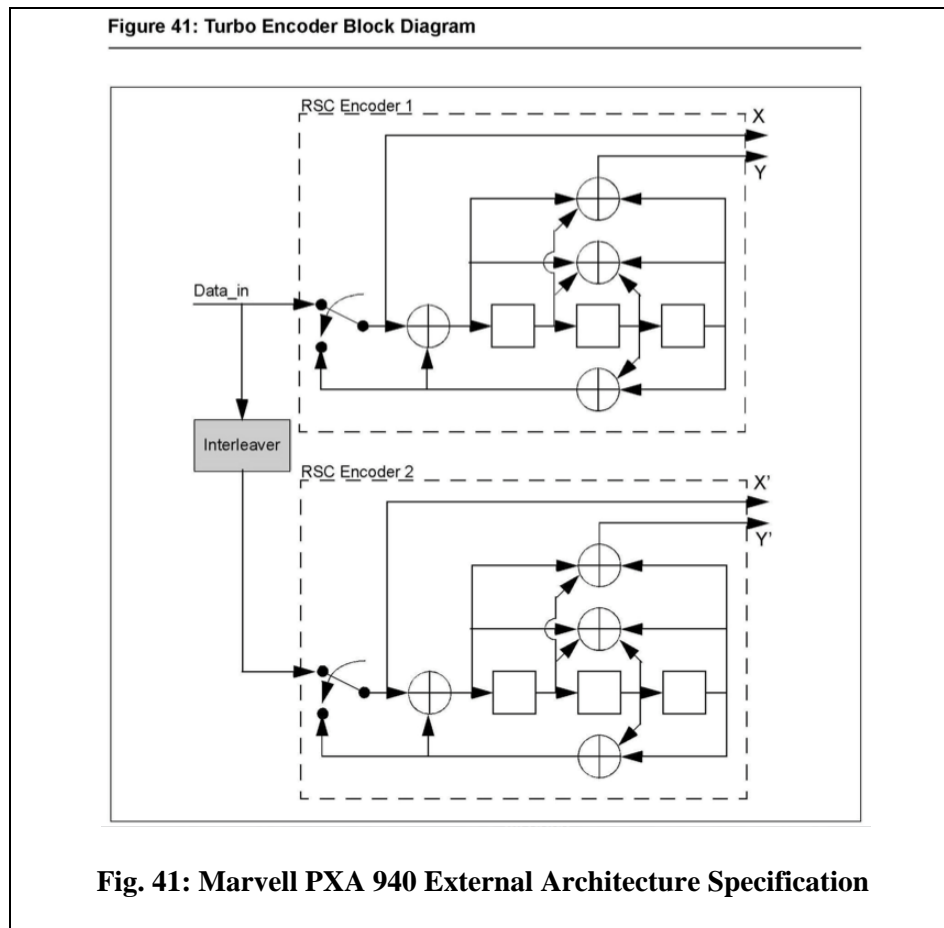 Figure 41: Turbo Encoder Block Diagram
RSC Encoder 1
X
Y
Data_in
Interleaver
RSC Encoder 2
X'
Y'
Fig. 41: Marvell PXA 940 External Architecture Specification